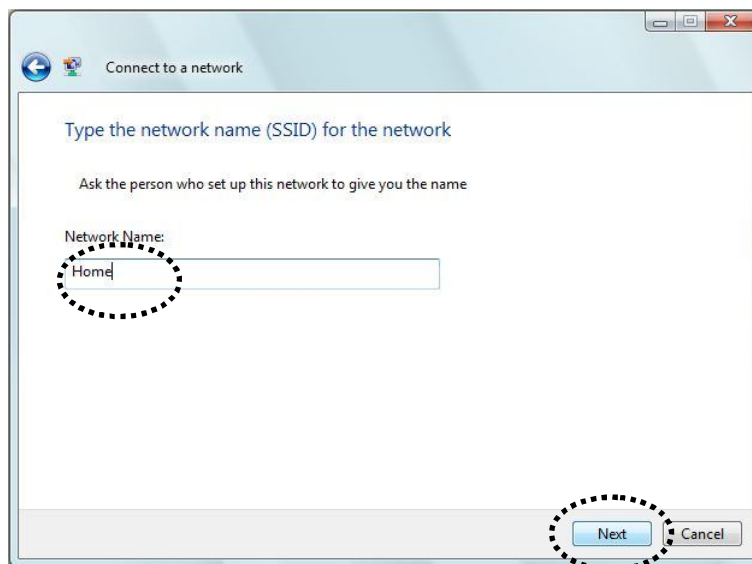 Connect to a network
Type the network name (SSID) for the network
Ask the person who set up this network to give you the name
Network Name:
Home
Next Cancel